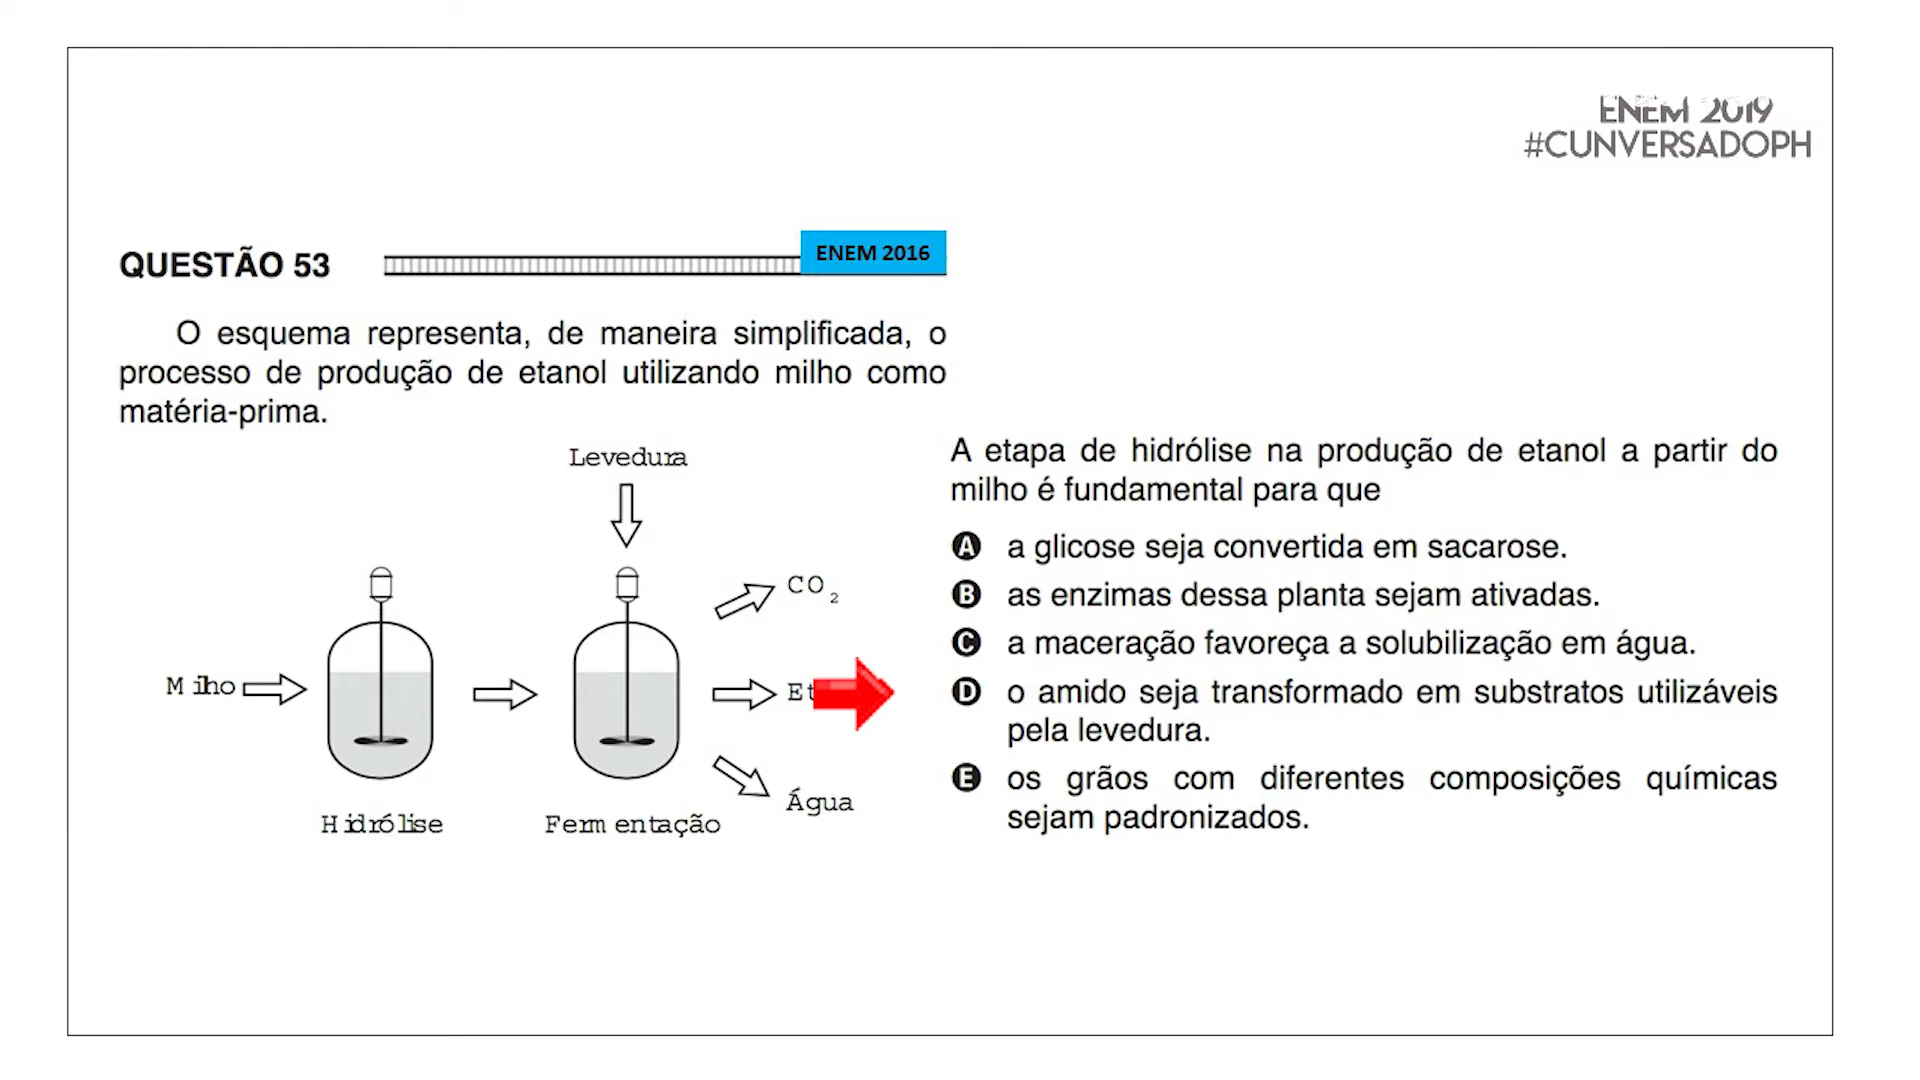 ENEM 2019
#CUNVERSADOPH
QUESTÃO 53
ENEM 2016
O esquema representa, de maneira simplificada, o
processo de produção de etanol utilizando milho como
matéria-prima.
Levedura
CO₂
Milho
Água
Hidrólise
Fermentação
A etapa de hidrólise na produção de etanol a partir do
milho é fundamental para que
A a glicose seja convertida em sacarose.
B as enzimas dessa planta sejam ativadas.
C a maceração favoreça a solubilização em água.
D o amido seja transformado em substratos utilizáveis
pela levedura.
E os grãos com diferentes composições químicas
sejam padronizados.